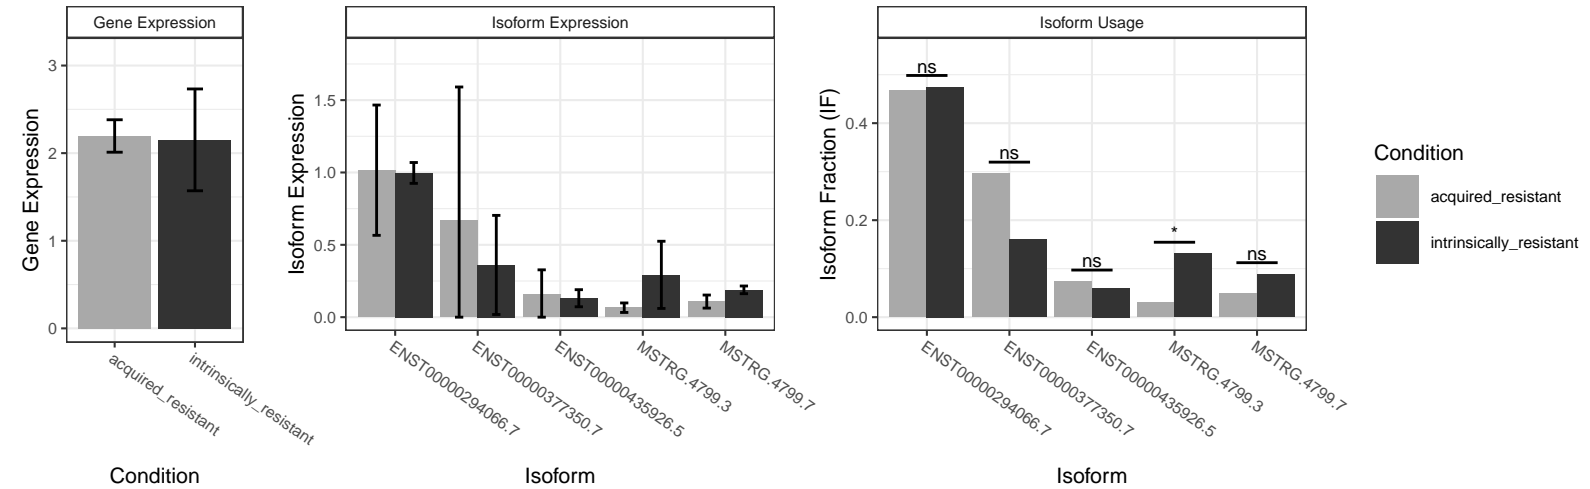 Gene Expression
Isoform Expression
Isoform Usage
Gene Expression
3
2
1
0
acquired_resistant
intrinsically_resistant
Condition
Isoform Expression
1.5
1.0
0.5
0.0
ENST00000294066.7
ENST00000377350.7
ENST00000435926.5
MSTRG.4799.3
MSTRG.4799.7
Isoform
Isoform Fraction (IF)
0.4
0.2
0.0
ns
ns
ns
*
ns
ENST00000294066.7
ENST00000377350.7
ENST00000435926.5
MSTRG.4799.3
MSTRG.4799.7
Isoform
Condition
acquired_resistant
intrinsically_resistant